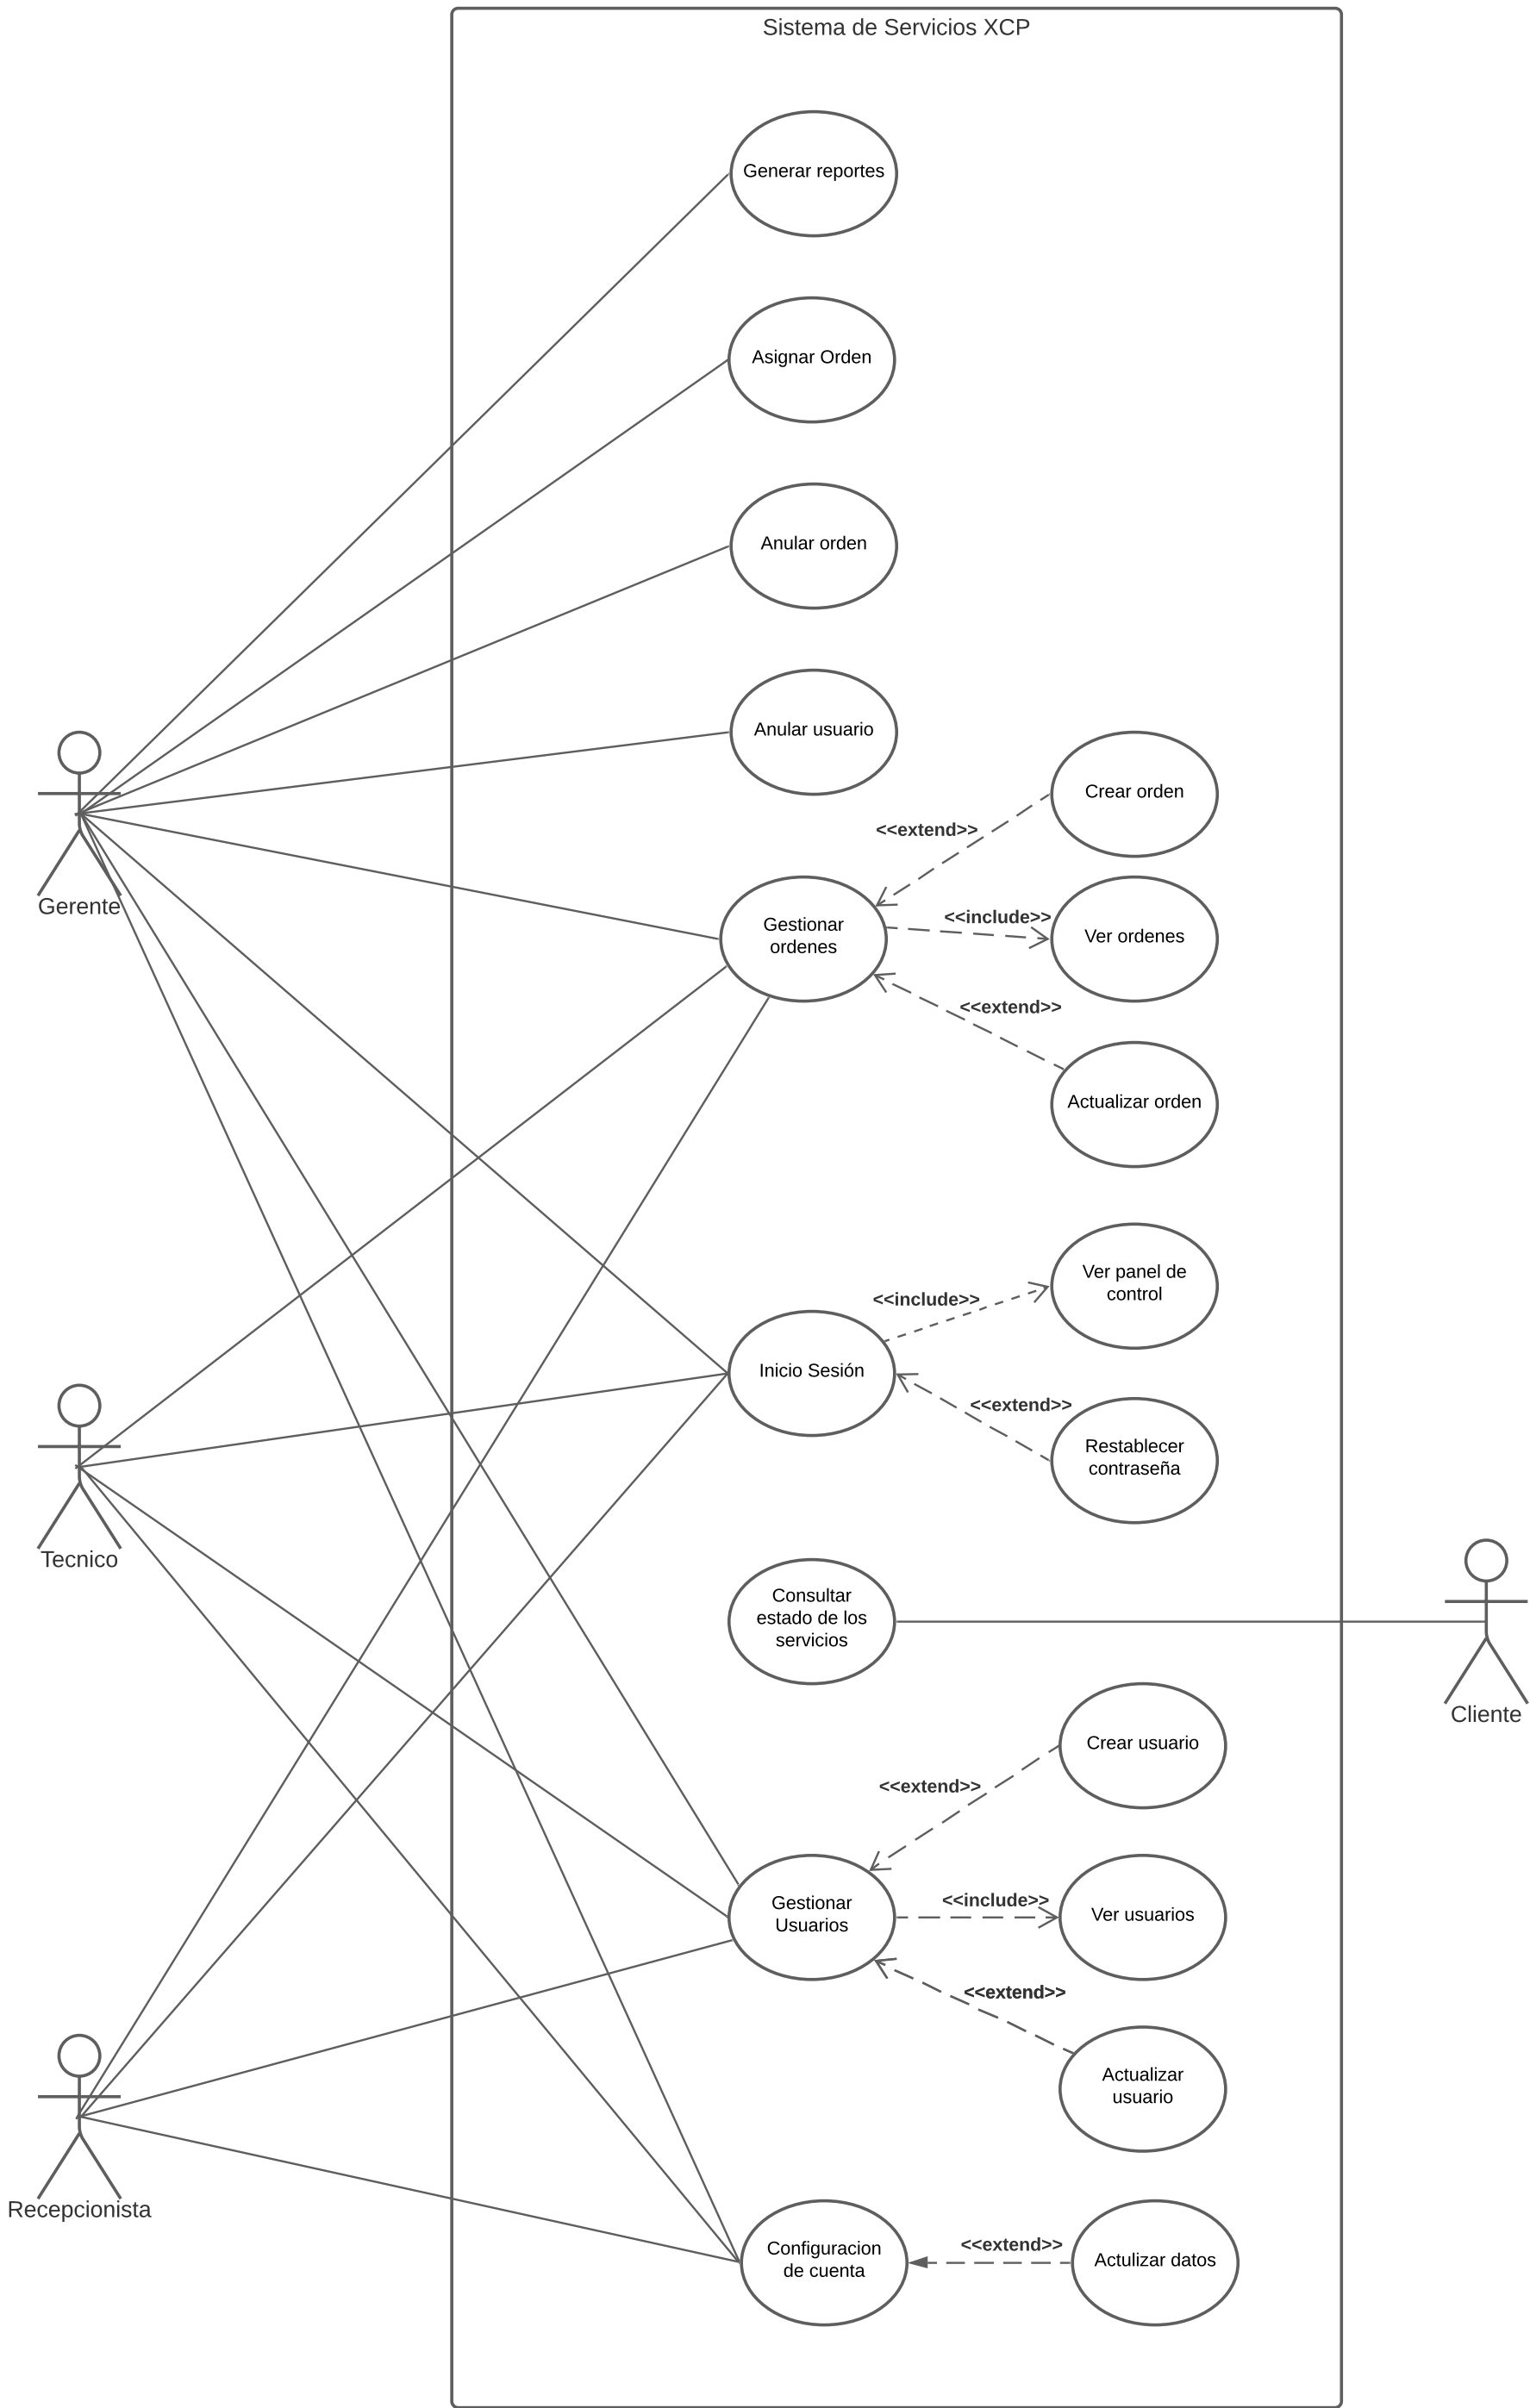 Sistema de Servicios XCP
Generar reportes
Asignar Orden
Anular orden
Anular usuario
Crear orden
<<extend>>
Gerente
Gestionar
ordenes
<<include>>
Ver ordenes
<<extend>>
Actualizar orden
Ver panel de
control
<<include>>
Inicio Sesión
<<extend>>
Restablecer
contraseña
Tecnico
Consultar
estado de los
servicios
Cliente
Crear usuario
<<extend>>
Gestionar
Usuarios
<<include>>
Ver usuarios
<<extend>>
Actualizar
usuario
Recepcionista
Configuracion
de cuenta
<<extend>>
Actulizar datos